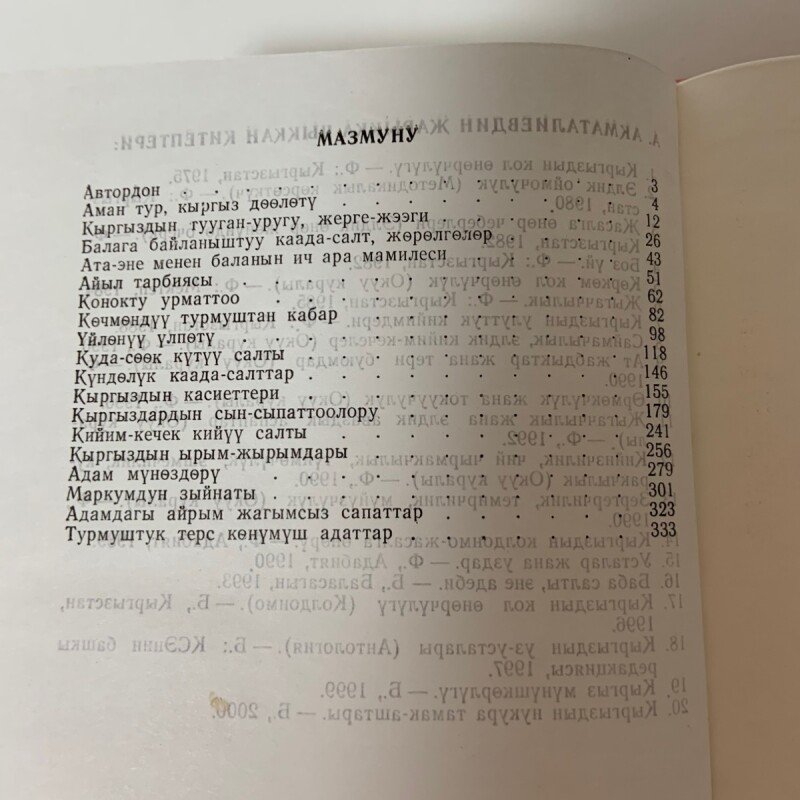 МАЗМУНУ
Автордон . . . . . . . . . . . 3
Аман тур, кыргыз дөөлөтү . . . . . . . 4
Кыргыздын тууган-уругу, жерге-жээги . . . . . 12
Балага байланыштуу каада-салт, жөрөлгөлөр . . . 26
Ата-эне менен баланын ич ара мамилеси . . . . 43
Айыл тарбиясы . . . . . . . . . . 51
Конокту урматтоо . . . . . . . . . 62
Көчмөндүү турмуштан кабар . . . . . . . 82
Үйлөнүү үлпөтү . . . . . . . . . . 98
Куда-сөөк күтүү салты . . . . . . . . 118
Күндөлүк каада-салттар . . . . . . . . 146
Кыргыздын касиеттери . . . . . . . . 155
Кыргыздардын сын-сыпаттоолору . . . . . . 179
Кийим-кечек кийүү салты . . . . . . . 241
Кыргыздын ырым-жырымдары . . . . . . . 256
Адам мүнөздөрү . . . . . . . . . 279
Маркумдун зыйнаты . . . . . . . . . 301
Адамдагы айрым жагымсыз сапаттар . . . . . 323
Турмуштук терс көнүмүш адаттар . . . . . . 333